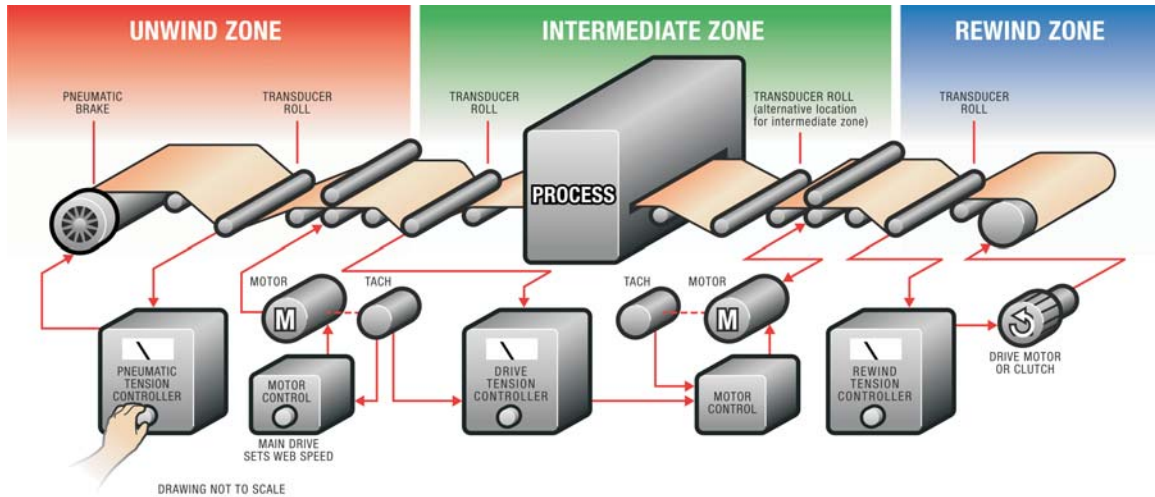 UNWIND ZONE
INTERMEDIATE ZONE
REWIND ZONE
PNEUMATIC
BRAKE
TRANSDUCER
ROLL
TRANSDUCER
ROLL
TRANSDUCER ROLL
(alternative location
for intermediate zone)
TRANSDUCER
ROLL
PROCESS
MOTOR
TACH
M
TACH
MOTOR
M
PNEUMATIC
TENSION
CONTROLLER
MOTOR
CONTROL
MAIN DRIVE
SETS WEB SPEED
DRIVE
TENSION
CONTROLLER
MOTOR
CONTROL
REWIND
TENSION
CONTROLLER
DRIVE MOTOR
OR CLUTCH
DRAWING NOT TO SCALE